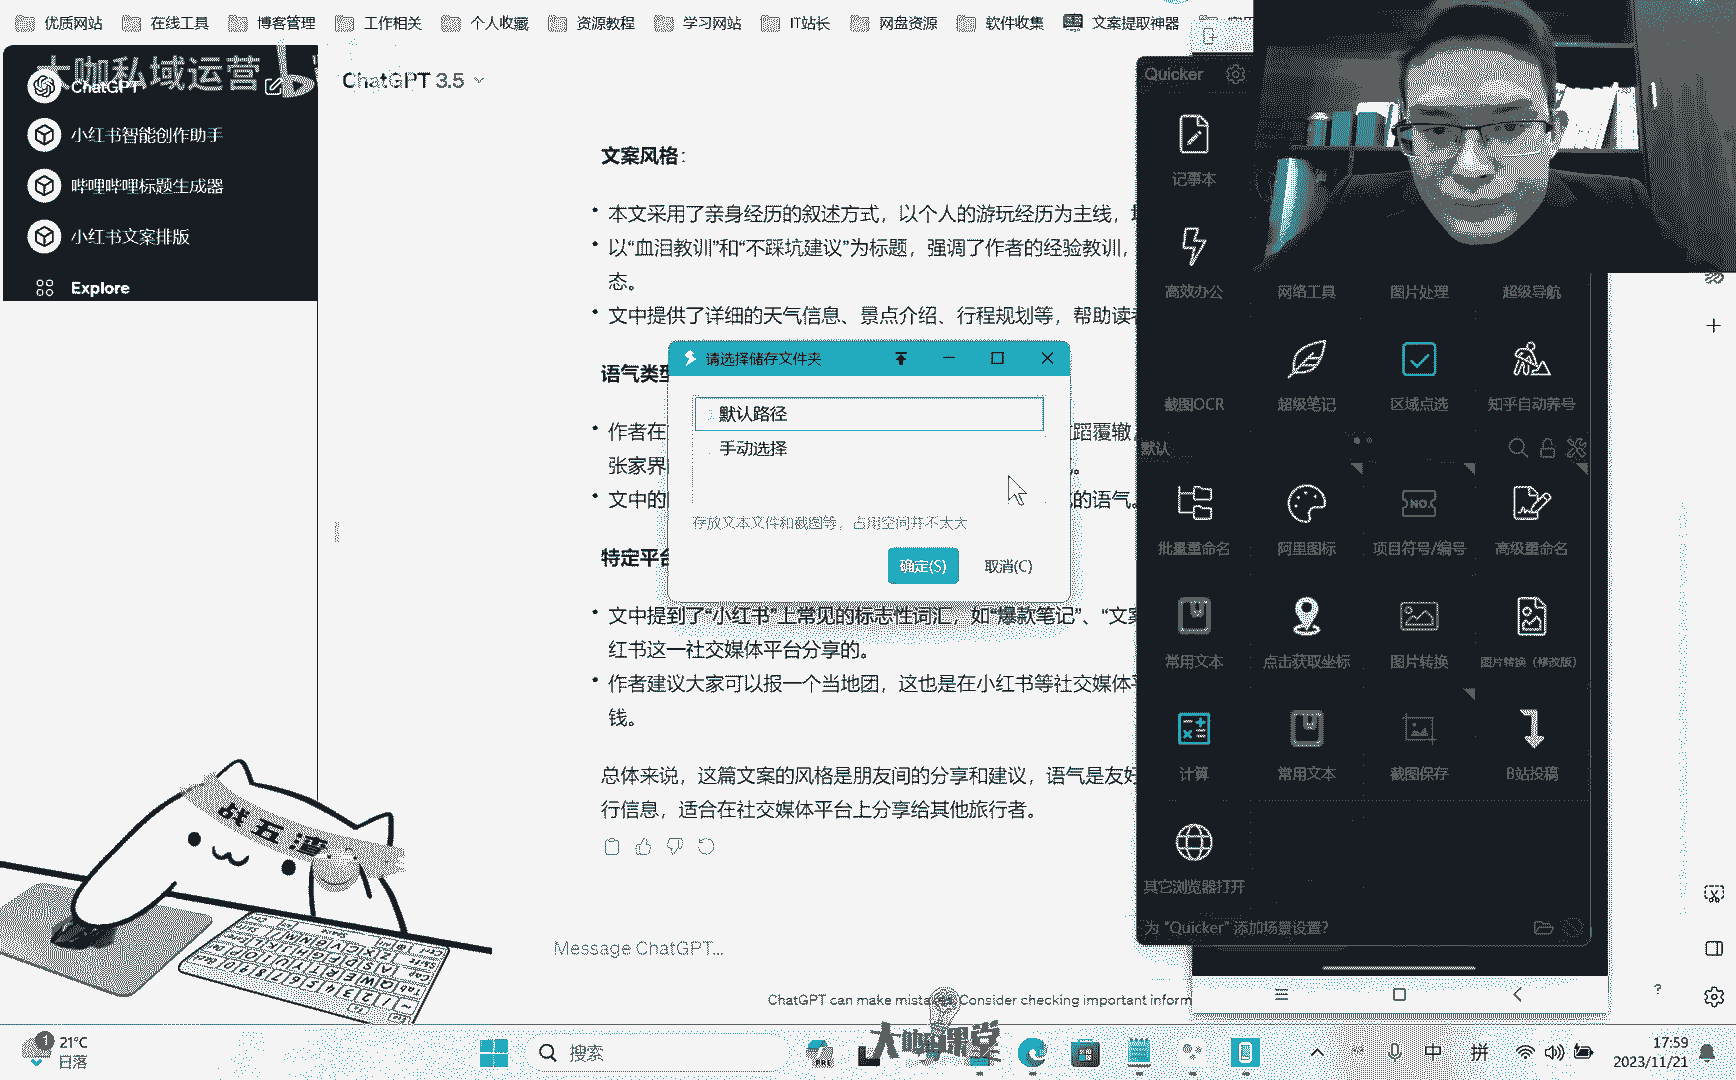 优质网站 在线工具 博客管理 工作相关 个人收藏 资源教程 学习网站 IT站长 网盘资源 软件收集 文案提取神器
大咖私域运营
ChatGPT
小红书智能创作助手
哔哩哔哩标题生成器
小红书文案排版
Explore
ChatGPT 3.5
文案风格：
本文采用了亲身经历的叙述方式，以个人的游玩经历为主线，
以“血泪教训”和“不踩坑建议”为标题，强调了作者的经验教训，
态。
文中提供了详细的天气信息、景点介绍、行程规划等，帮助读
语气类型
作者在
蹈覆辙，
张家界
文中的
的语气。
特定平台
文中提到了“小红书”上常见的标志性词汇，如“爆款笔记”、“文案
红书这一社交媒体平台分享的。
作者建议大家可以报一个当地团，这也是在小红书等社交媒体平
钱。
总体来说，这篇文案的风格是朋友间的分享和建议，语气是友好
行信息，适合在社交媒体平台上分享给其他旅行者。
请选择储存文件夹
默认路径
手动选择
存放文本文件和截图等，占用空间并不太大
确定(S) 取消(C)
Message ChatGPT...
ChatGPT can make mistakes. Consider checking important inform
Quicker
记事本
高效办公 网络工具 图片处理 超级导航
截图OCR 超级笔记 区域点选 知乎自动养号
默认
批量重命名 阿里图标 项目符号/编号 高级重命名
NO.
常用文本 点击获取坐标 图片转换 图片转换（修改版）
计算 常用文本 截图保存 B站投稿
其它浏览器打开
为 “Quicker” 添加场景设置?
战五渣
大咖课堂
1
21°C
日落
搜索
中 拼
17:59
2023/11/21